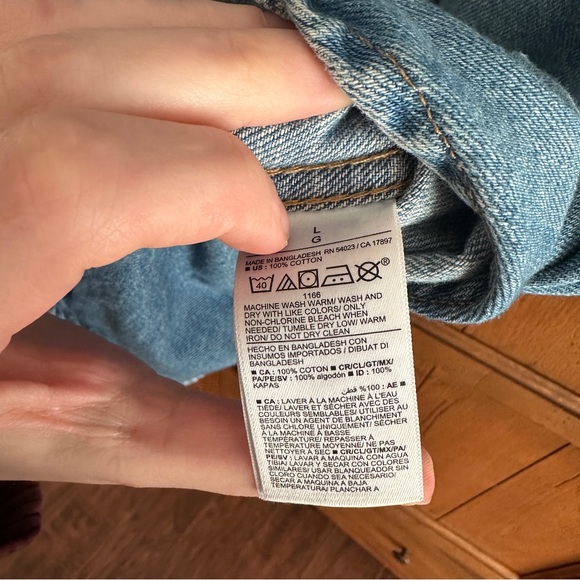 L
G
MADE IN BANGLADESH RN 54023 / CA 17897
■ US : 100% COTTON
40
®
1166
MACHINE WASH WARM/ WASH AND
DRY WITH LIKE COLORS/ ONLY
NON-CHLORINE BLEACH WHEN
NEEDED/ TUMBLE DRY LOW/ WARM
IRON/ DO NOT DRY CLEAN
HECHO EN BANGLADESH CON
INSUMOS IMPORTADOS / DIBUAT DI
BANGLADESH
■ CA : 100% COTON ■ CR/CL/GT/MX/
PA/PE/SV : 100% algodón ■ ID : 100%
KAPAS
■ AE : 100% قطن
■ CA : LAVER À LA MACHINE À L'EAU
TIÈDE/ LAVER ET SÉCHER AVEC DES
COULEURS SEMBLABLES/ UTILISER AU
BESOIN UN AGENT DE BLANCHIMENT
SANS CHLORE UNIQUEMENT/ SÉCHER
À LA MACHINE À BASSE
TEMPÉRATURE/ REPASSER À
TEMPÉRATURE MOYENNE/ NE PAS
NETTOYER À SEC ■ CR/CL/GT/MX/PA/
PE/SV : LAVAR A MAQUINA CON AGUA
TIBIA/ LAVAR Y SECAR CON COLORES
SIMILARES/ USAR BLANQUEADOR SIN
CLORO CUANDO SEA NECESARIO/
SECAR A MAQUINA A BAJA
TEMPERATURA/ PLANCHAR A